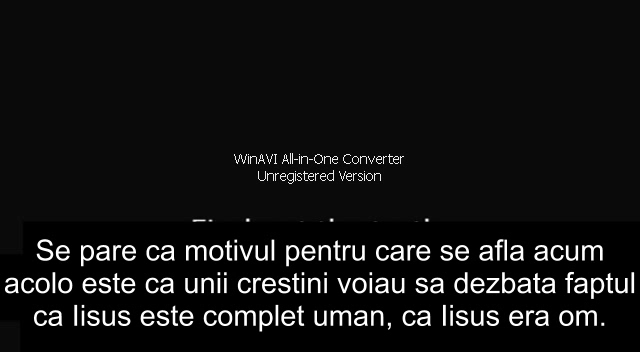 WinAVI All-in-One Converter
Unregistered Version
Se pare ca motivul pentru care se afla acum
acolo este ca unii crestini voiau sa dezbata faptul
ca Iisus este complet uman, ca Iisus era om.